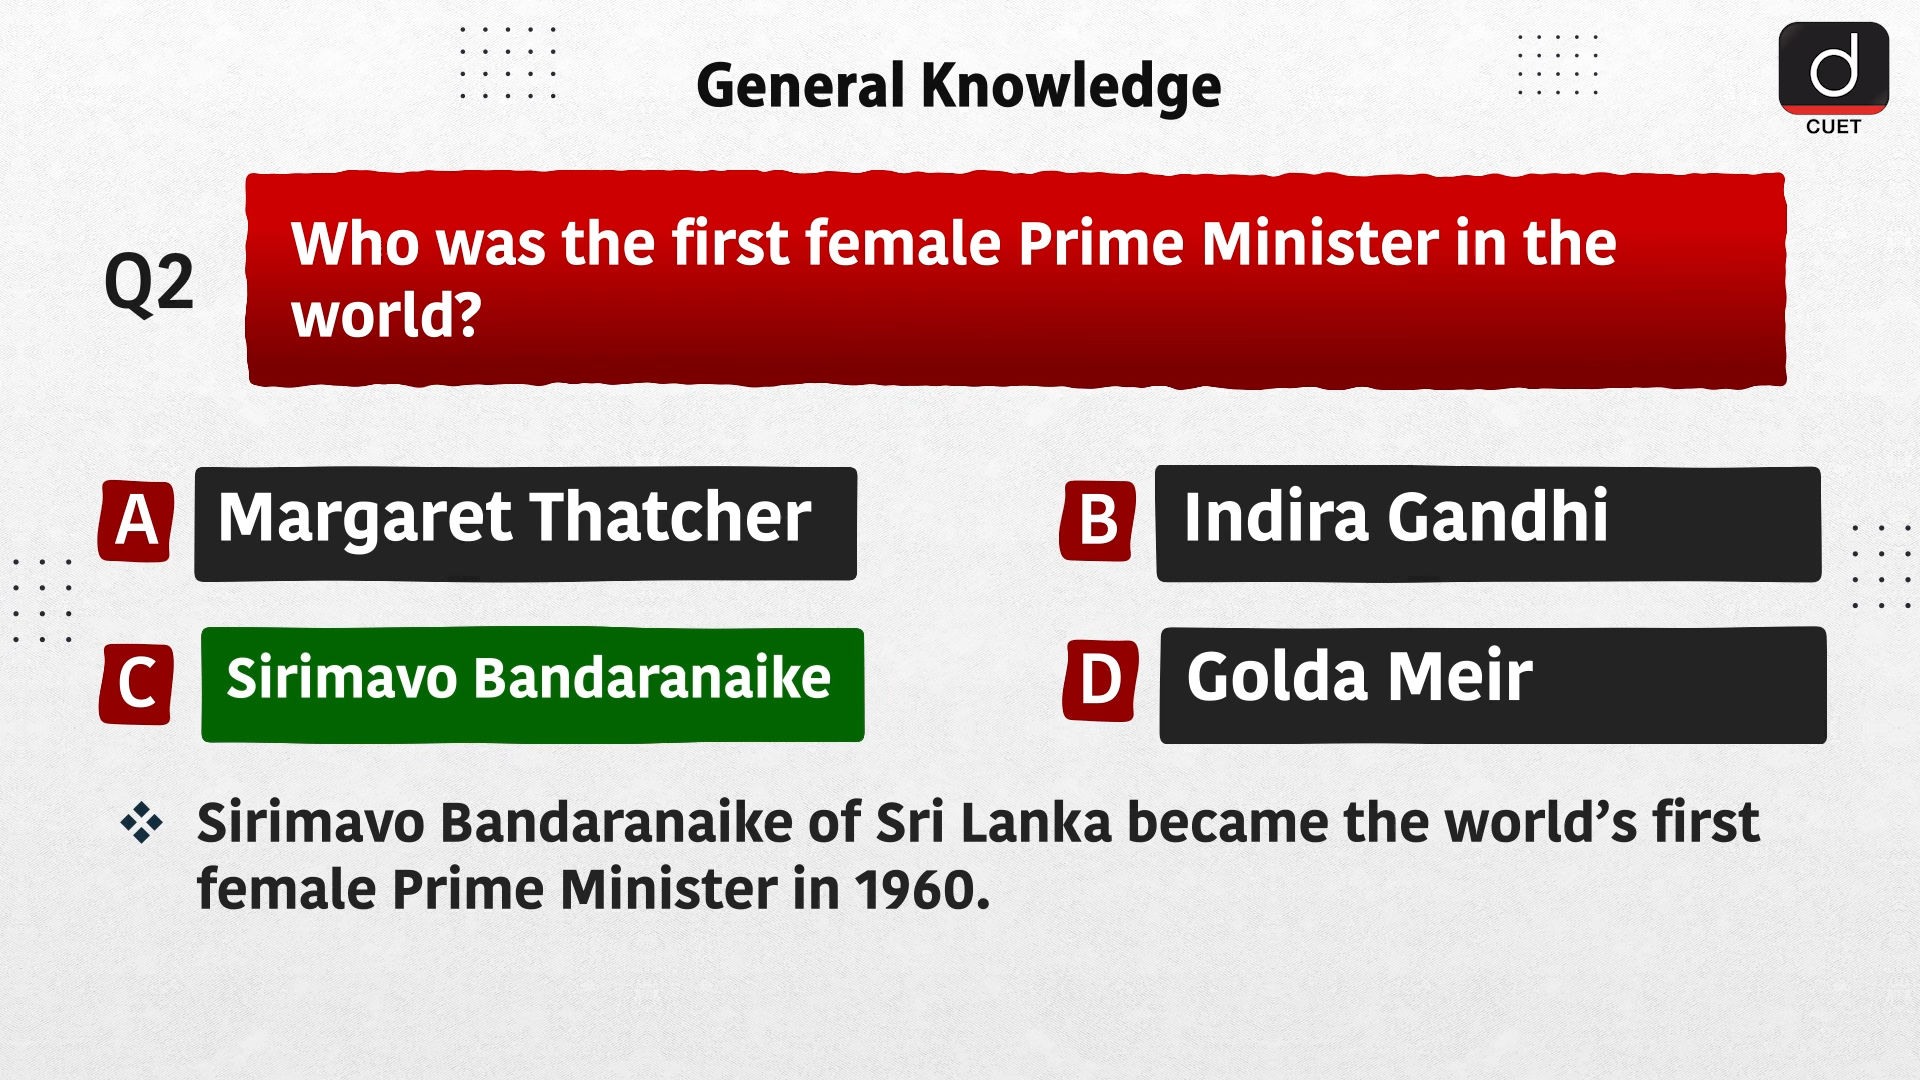 General Knowledge
d
CUET
Q2
Who was the first female Prime Minister in the
world?
A Margaret Thatcher
B Indira Gandhi
C Sirimavo Bandaranaike
D Golda Meir
❖ Sirimavo Bandaranaike of Sri Lanka became the world’s first
female Prime Minister in 1960.